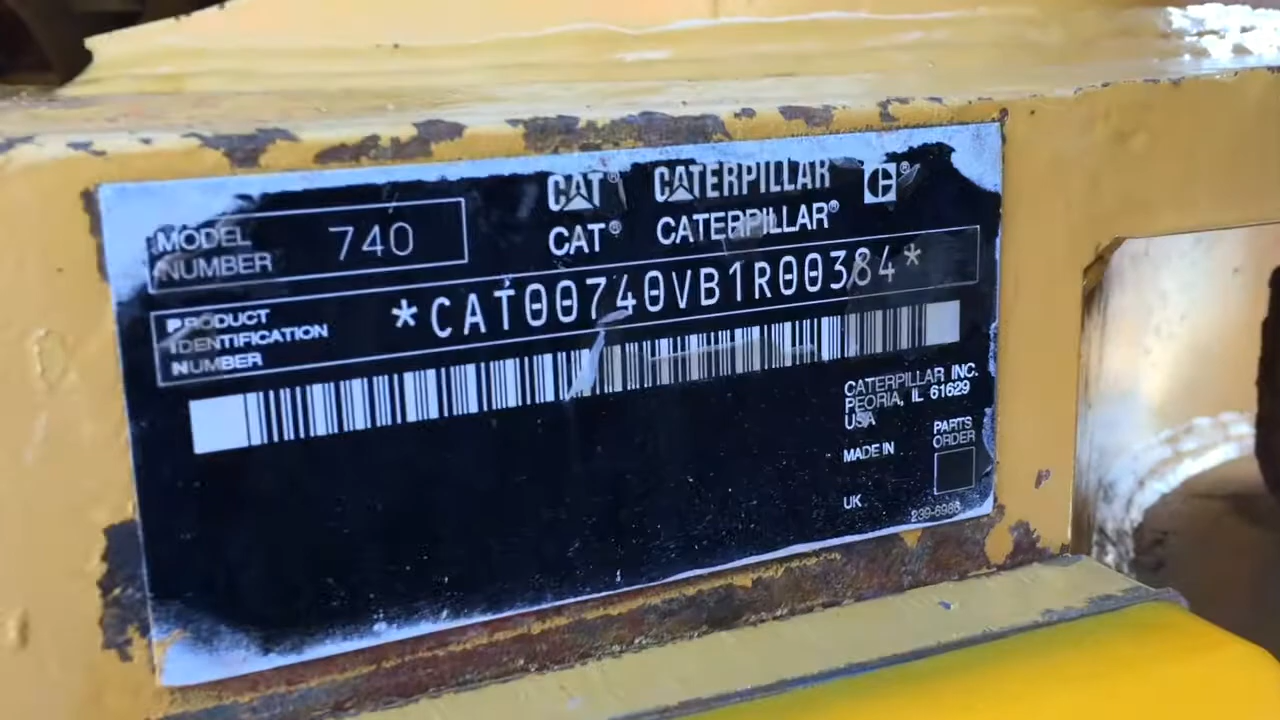 CAT® CATERPILLAR ®
CAT® CATERPILLAR®
MODEL NUMBER 740
PRODUCT IDENTIFICATION NUMBER *CAT00740VB1R00384*
CATERPILLAR INC.
PEORIA, IL 61629
USA
MADE IN
UK
PARTS ORDER
239-6986